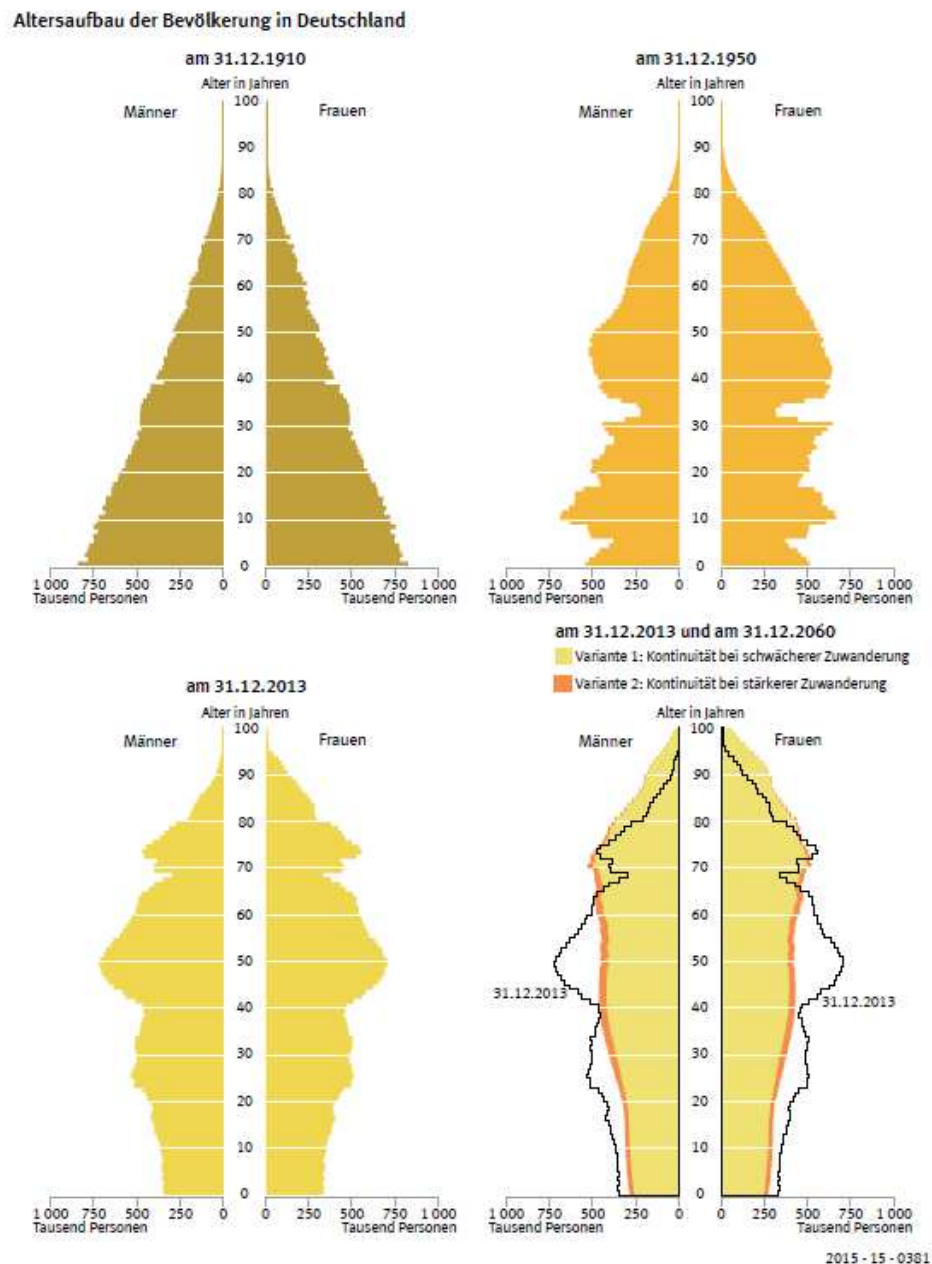 Altersaufbau der Bevölkerung in Deutschland
am 31.12.1910
Alter in Jahren
Männer
Frauen
100
90
80
70
60
50
40
30
20
10
0
1 000 750 500 250 0 0 250 500 750 1 000
Tausend Personen Tausend Personen
am 31.12.1950
Alter in Jahren
Männer
Frauen
100
90
80
70
60
50
40
30
20
10
0
1 000 750 500 250 0 0 250 500 750 1 000
Tausend Personen Tausend Personen
am 31.12.2013
Alter in Jahren
Männer
Frauen
100
90
80
70
60
50
40
30
20
10
0
1 000 750 500 250 0 0 250 500 750 1 000
Tausend Personen Tausend Personen
am 31.12.2013 und am 31.12.2060
Variante 1: Kontinuität bei schwächerer Zuwanderung
Variante 2: Kontinuität bei stärkerer Zuwanderung
Alter in Jahren
Männer
Frauen
100
90
80
70
60
50
31.12.2013
31.12.2013
40
30
20
10
0
1 000 750 500 250 0 0 250 500 750 1 000
Tausend Personen Tausend Personen
2015 - 15 - 0381